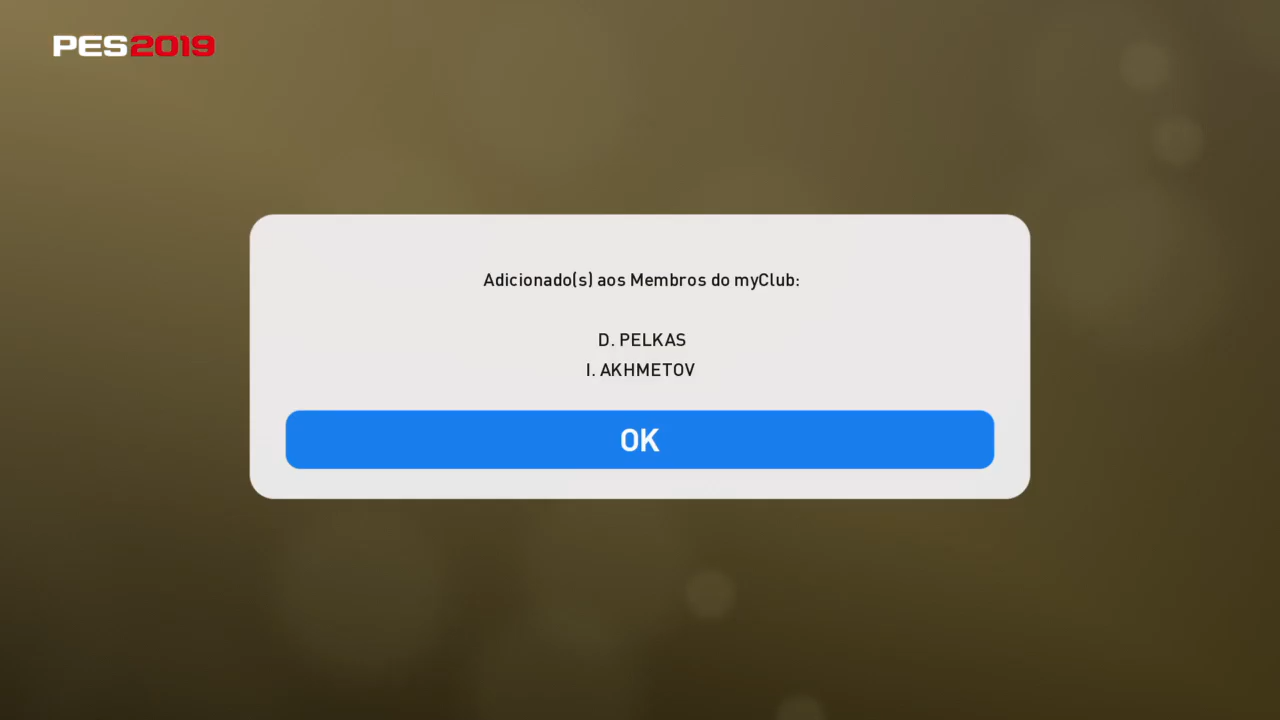 PES2019
Adicionado(s) aos Membros do myClub:
D. PELKAS
I. AKHMETOV
OK